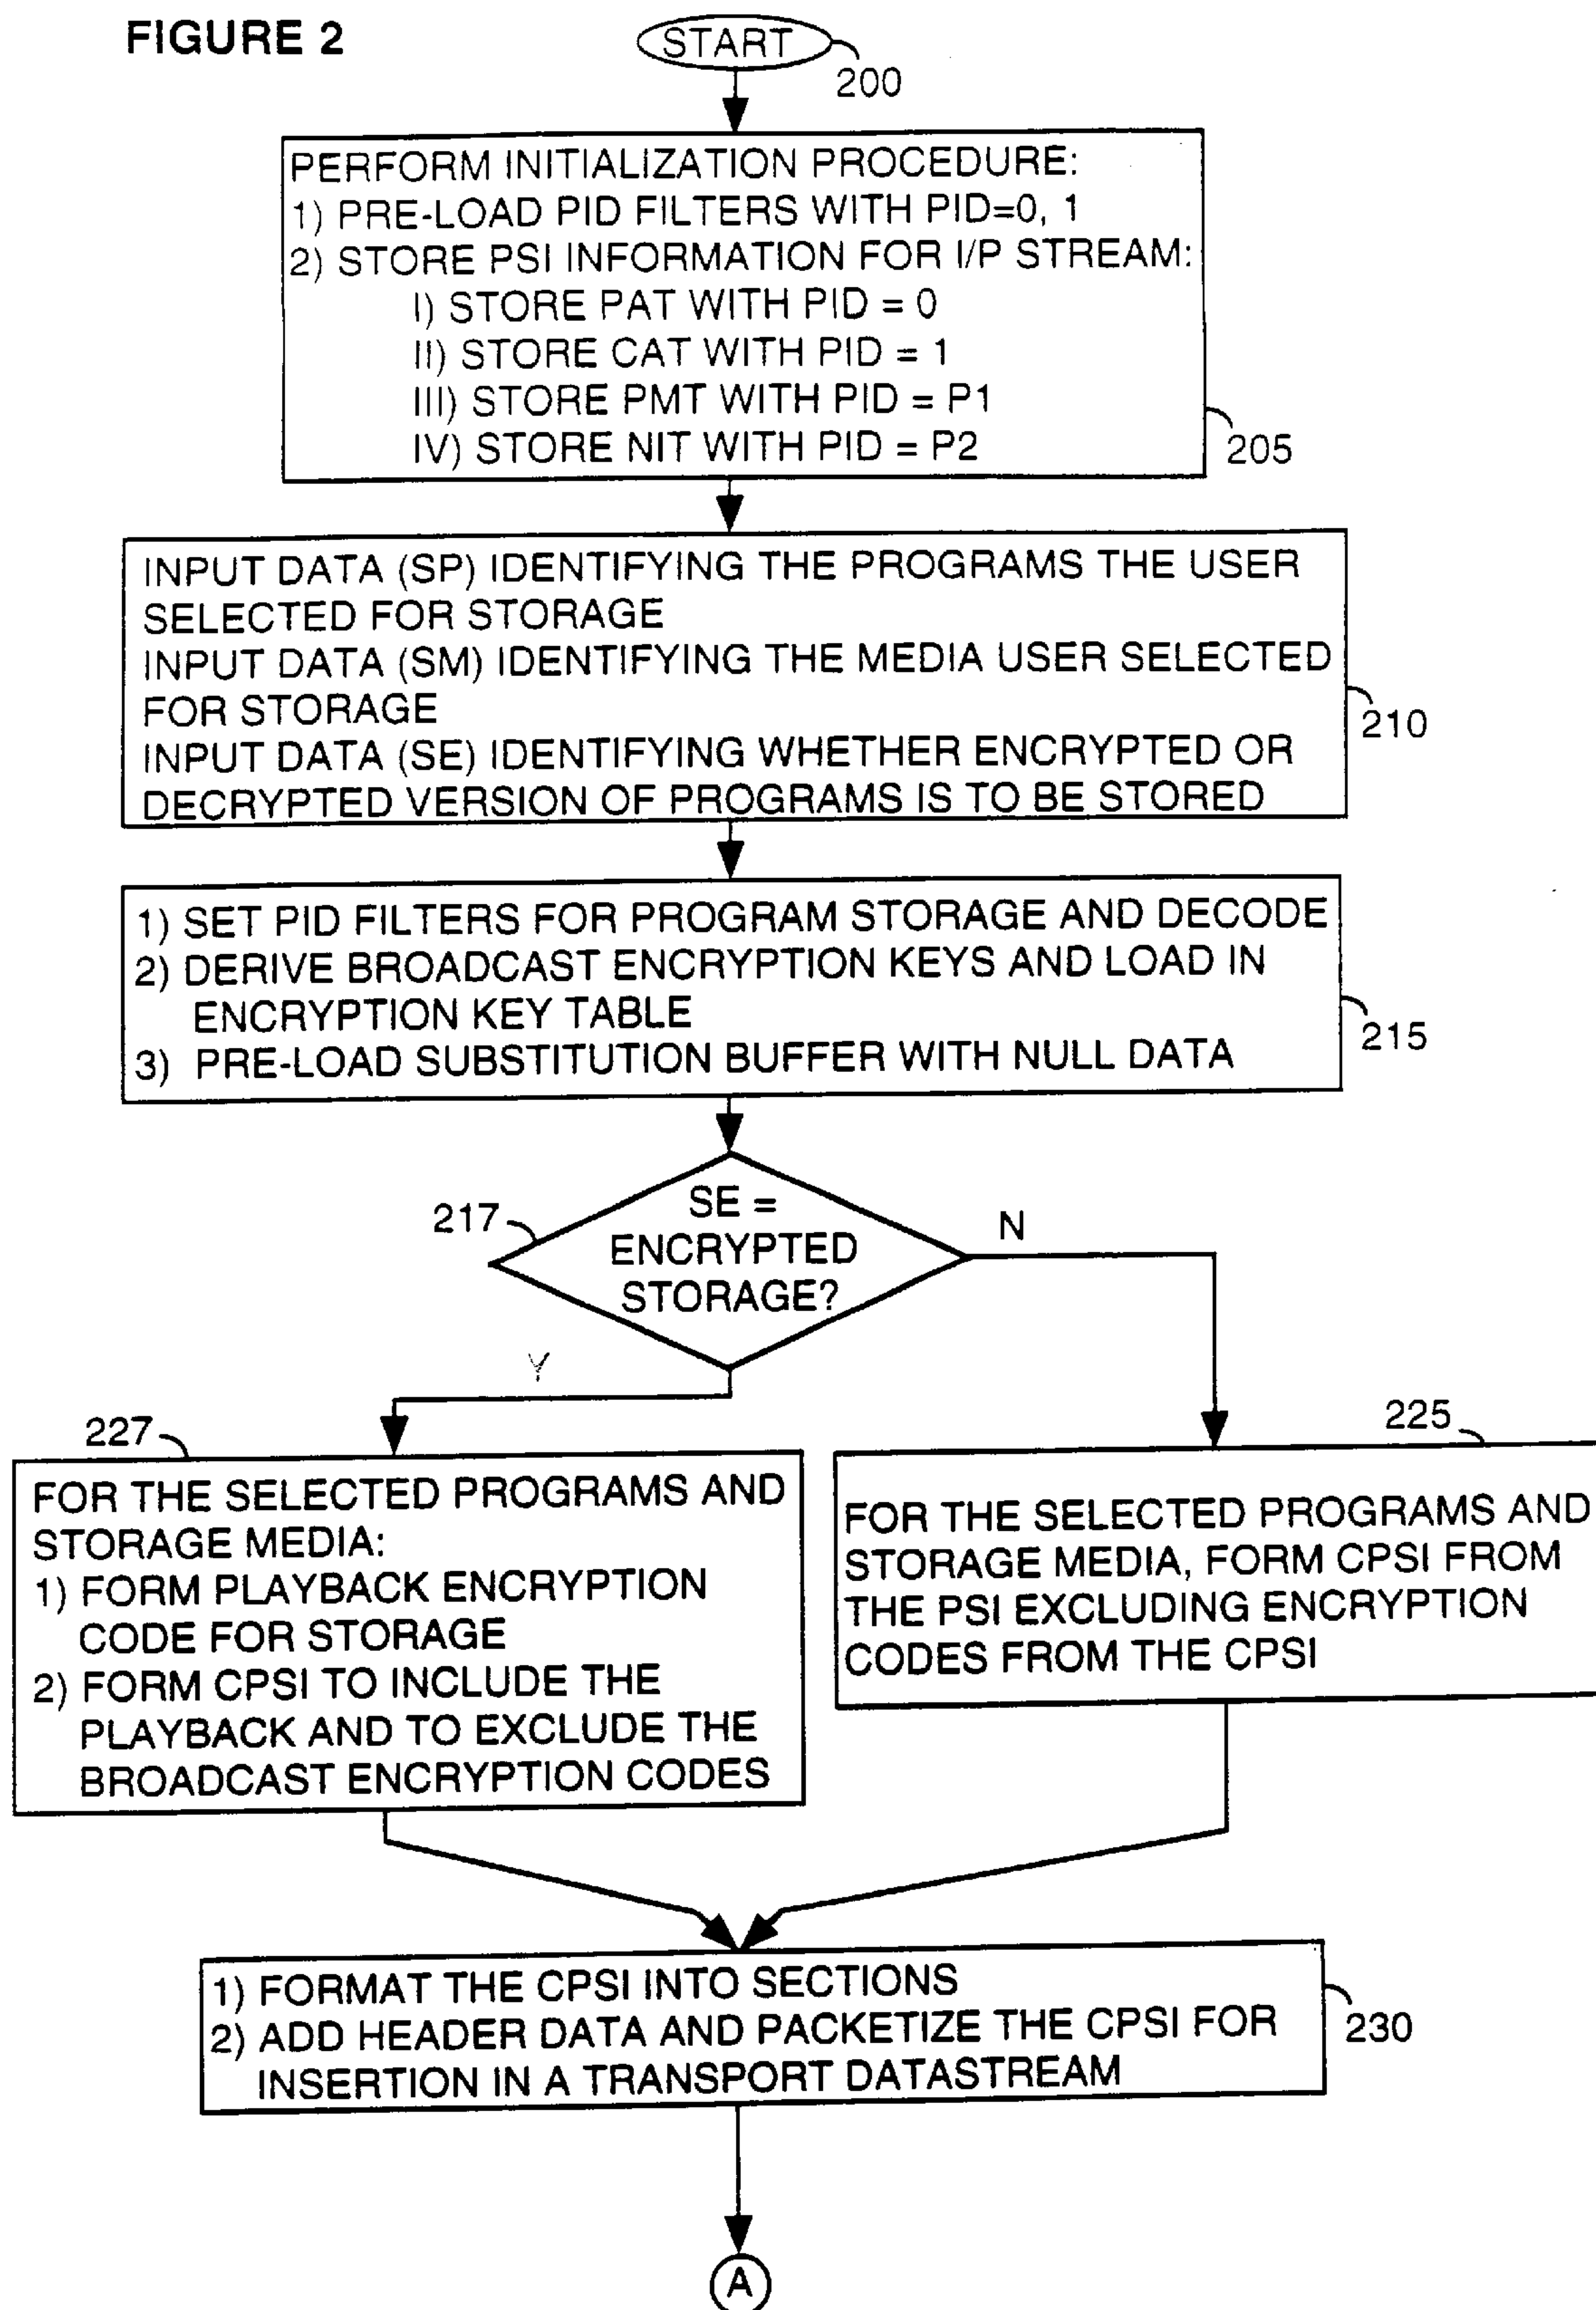 FIGURE 2
START
200
PERFORM INITIALIZATION PROCEDURE:
1) PRE-LOAD PID FILTERS WITH PID=0, 1
2) STORE PSI INFORMATION FOR I/P STREAM:
I) STORE PAT WITH PID = 0
II) STORE CAT WITH PID = 1
III) STORE PMT WITH PID = P1
IV) STORE NIT WITH PID = P2
205
INPUT DATA (SP) IDENTIFYING THE PROGRAMS THE USER
SELECTED FOR STORAGE
INPUT DATA (SM) IDENTIFYING THE MEDIA USER SELECTED
FOR STORAGE
INPUT DATA (SE) IDENTIFYING WHETHER ENCRYPTED OR
DECRYPTED VERSION OF PROGRAMS IS TO BE STORED
210
1) SET PID FILTERS FOR PROGRAM STORAGE AND DECODE
2) DERIVE BROADCAST ENCRYPTION KEYS AND LOAD IN
ENCRYPTION KEY TABLE
3) PRE-LOAD SUBSTITUTION BUFFER WITH NULL DATA
215
217
SE =
ENCRYPTED
STORAGE?
N
Y
227
FOR THE SELECTED PROGRAMS AND
STORAGE MEDIA:
1) FORM PLAYBACK ENCRYPTION
CODE FOR STORAGE
2) FORM CPSI TO INCLUDE THE
PLAYBACK AND TO EXCLUDE THE
BROADCAST ENCRYPTION CODES
225
FOR THE SELECTED PROGRAMS AND
STORAGE MEDIA, FORM CPSI FROM
THE PSI EXCLUDING ENCRYPTION
CODES FROM THE CPSI
1) FORMAT THE CPSI INTO SECTIONS
2) ADD HEADER DATA AND PACKETIZE THE CPSI FOR
INSERTION IN A TRANSPORT DATASTREAM
230
A